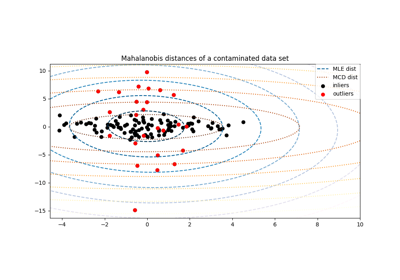 Mahalanobis distances of a contaminated data set
MLE dist
MCD dist
inliers
outliers
10
5
0
−5
−10
−15
−4
−2
0
2
4
6
8
10